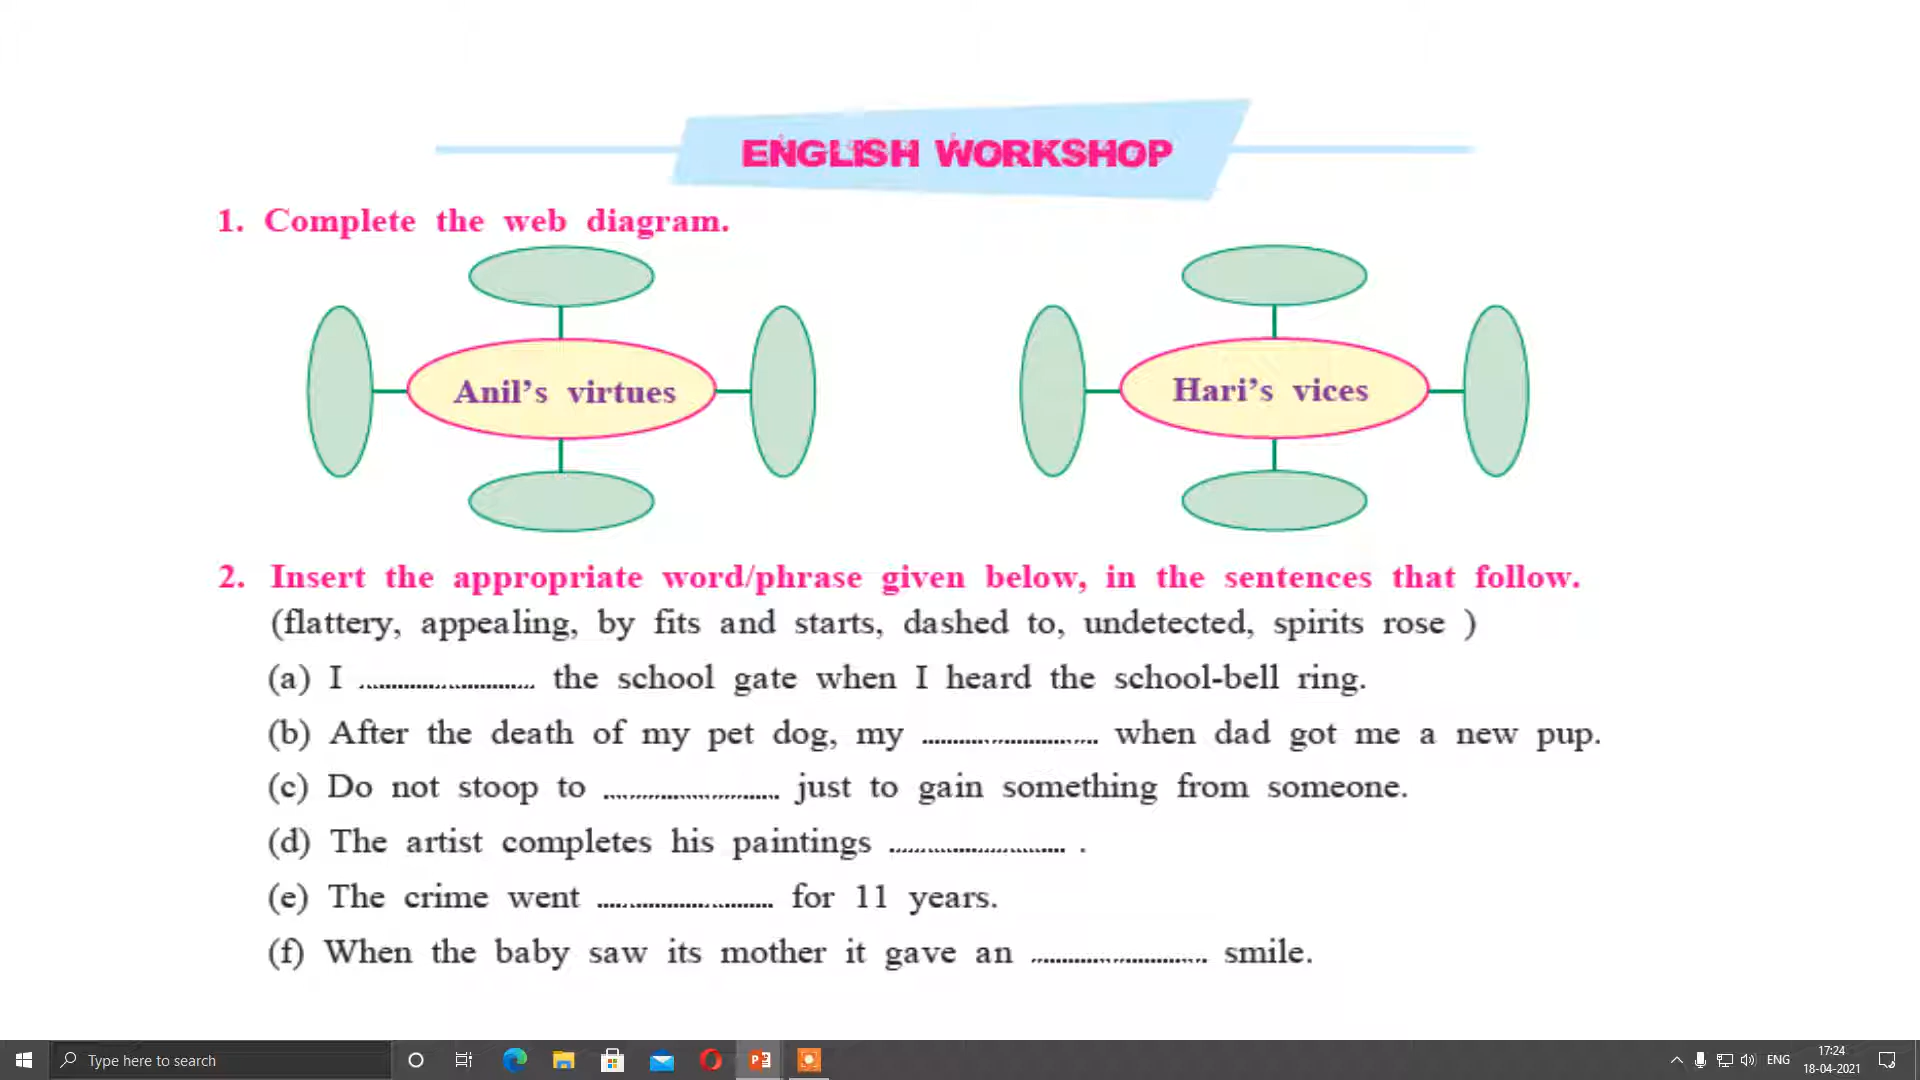 ENGLISH WORKSHOP
1. Complete the web diagram.
Anil’s virtues
Hari’s vices
2. Insert the appropriate word/phrase given below, in the sentences that follow.
(flattery, appealing, by fits and starts, dashed to, undetected, spirits rose )
(a) I ........................... the school gate when I heard the school-bell ring.
(b) After the death of my pet dog, my ........................... when dad got me a new pup.
(c) Do not stoop to ........................... just to gain something from someone.
(d) The artist completes his paintings ........................... .
(e) The crime went ........................... for 11 years.
(f) When the baby saw its mother it gave an ........................... smile.
Type here to search
ENG
17:24
18-04-2021